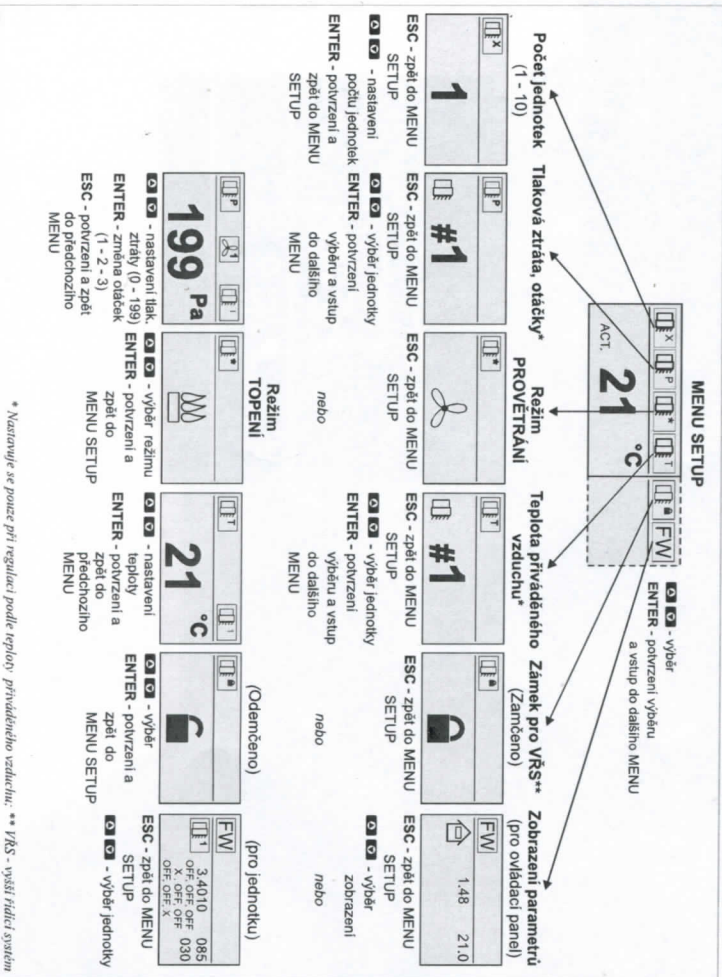 MENU SETUP
X P * T FW
ACT. 21 °C
- výběr
ENTER - potvrzení výběru
a vstup do dalšího MENU
Počet jednotek
(1 - 10)
X
1
ESC - zpět do MENU
SETUP
- nastavení
počtu jednotek
ENTER - potvrzení a
zpět do MENU
SETUP
Tlaková ztráta, otáčky*
P
#1
ESC - zpět do MENU
SETUP
- výběr jednotky
ENTER - potvrzení
výběru a vstup
do dalšího
MENU
P 1 1
199 Pa
- nastavení tlak.
ztráty (0 - 199)
ENTER - změna otáček
(1 - 2 - 3)
ESC - potvrzení a zpět
do předchozího
MENU
Režim
PROVĚTRÁNÍ
*
ESC - zpět do MENU
SETUP
nebo
Režim
TOPENÍ
*
- výběr režimu
ENTER - potvrzení a
zpět do
MENU SETUP
Teplota přiváděného
vzduchu*
T
#1
ESC - zpět do MENU
SETUP
- výběr jednotky
ENTER - potvrzení
výběru a vstup
do dalšího
MENU
T 1
21 °C
- nastavení
teploty
ENTER - potvrzení a
zpět do
předchozího
MENU
Zámek pro VŘS**
(Zamčeno)
ESC - zpět do MENU
SETUP
nebo
(Odemčeno)
- výběr
ENTER - potvrzení a
zpět do
MENU SETUP
Zobrazení parametrů
(pro ovládací panel)
FW
1.48 21.0
ESC - zpět do MENU
SETUP
- výběr
zobrazení
nebo
(pro jednotku)
FW
1 3.4010 085
OFF, OFF, OFF 030
X , OFF, OFF
OFF, OFF, X
ESC - zpět do MENU
SETUP
- výběr jednotky
* Nastavuje se pouze při regulaci podle teploty přiváděného vzduchu; ** VŘS - vyšší řídicí systém